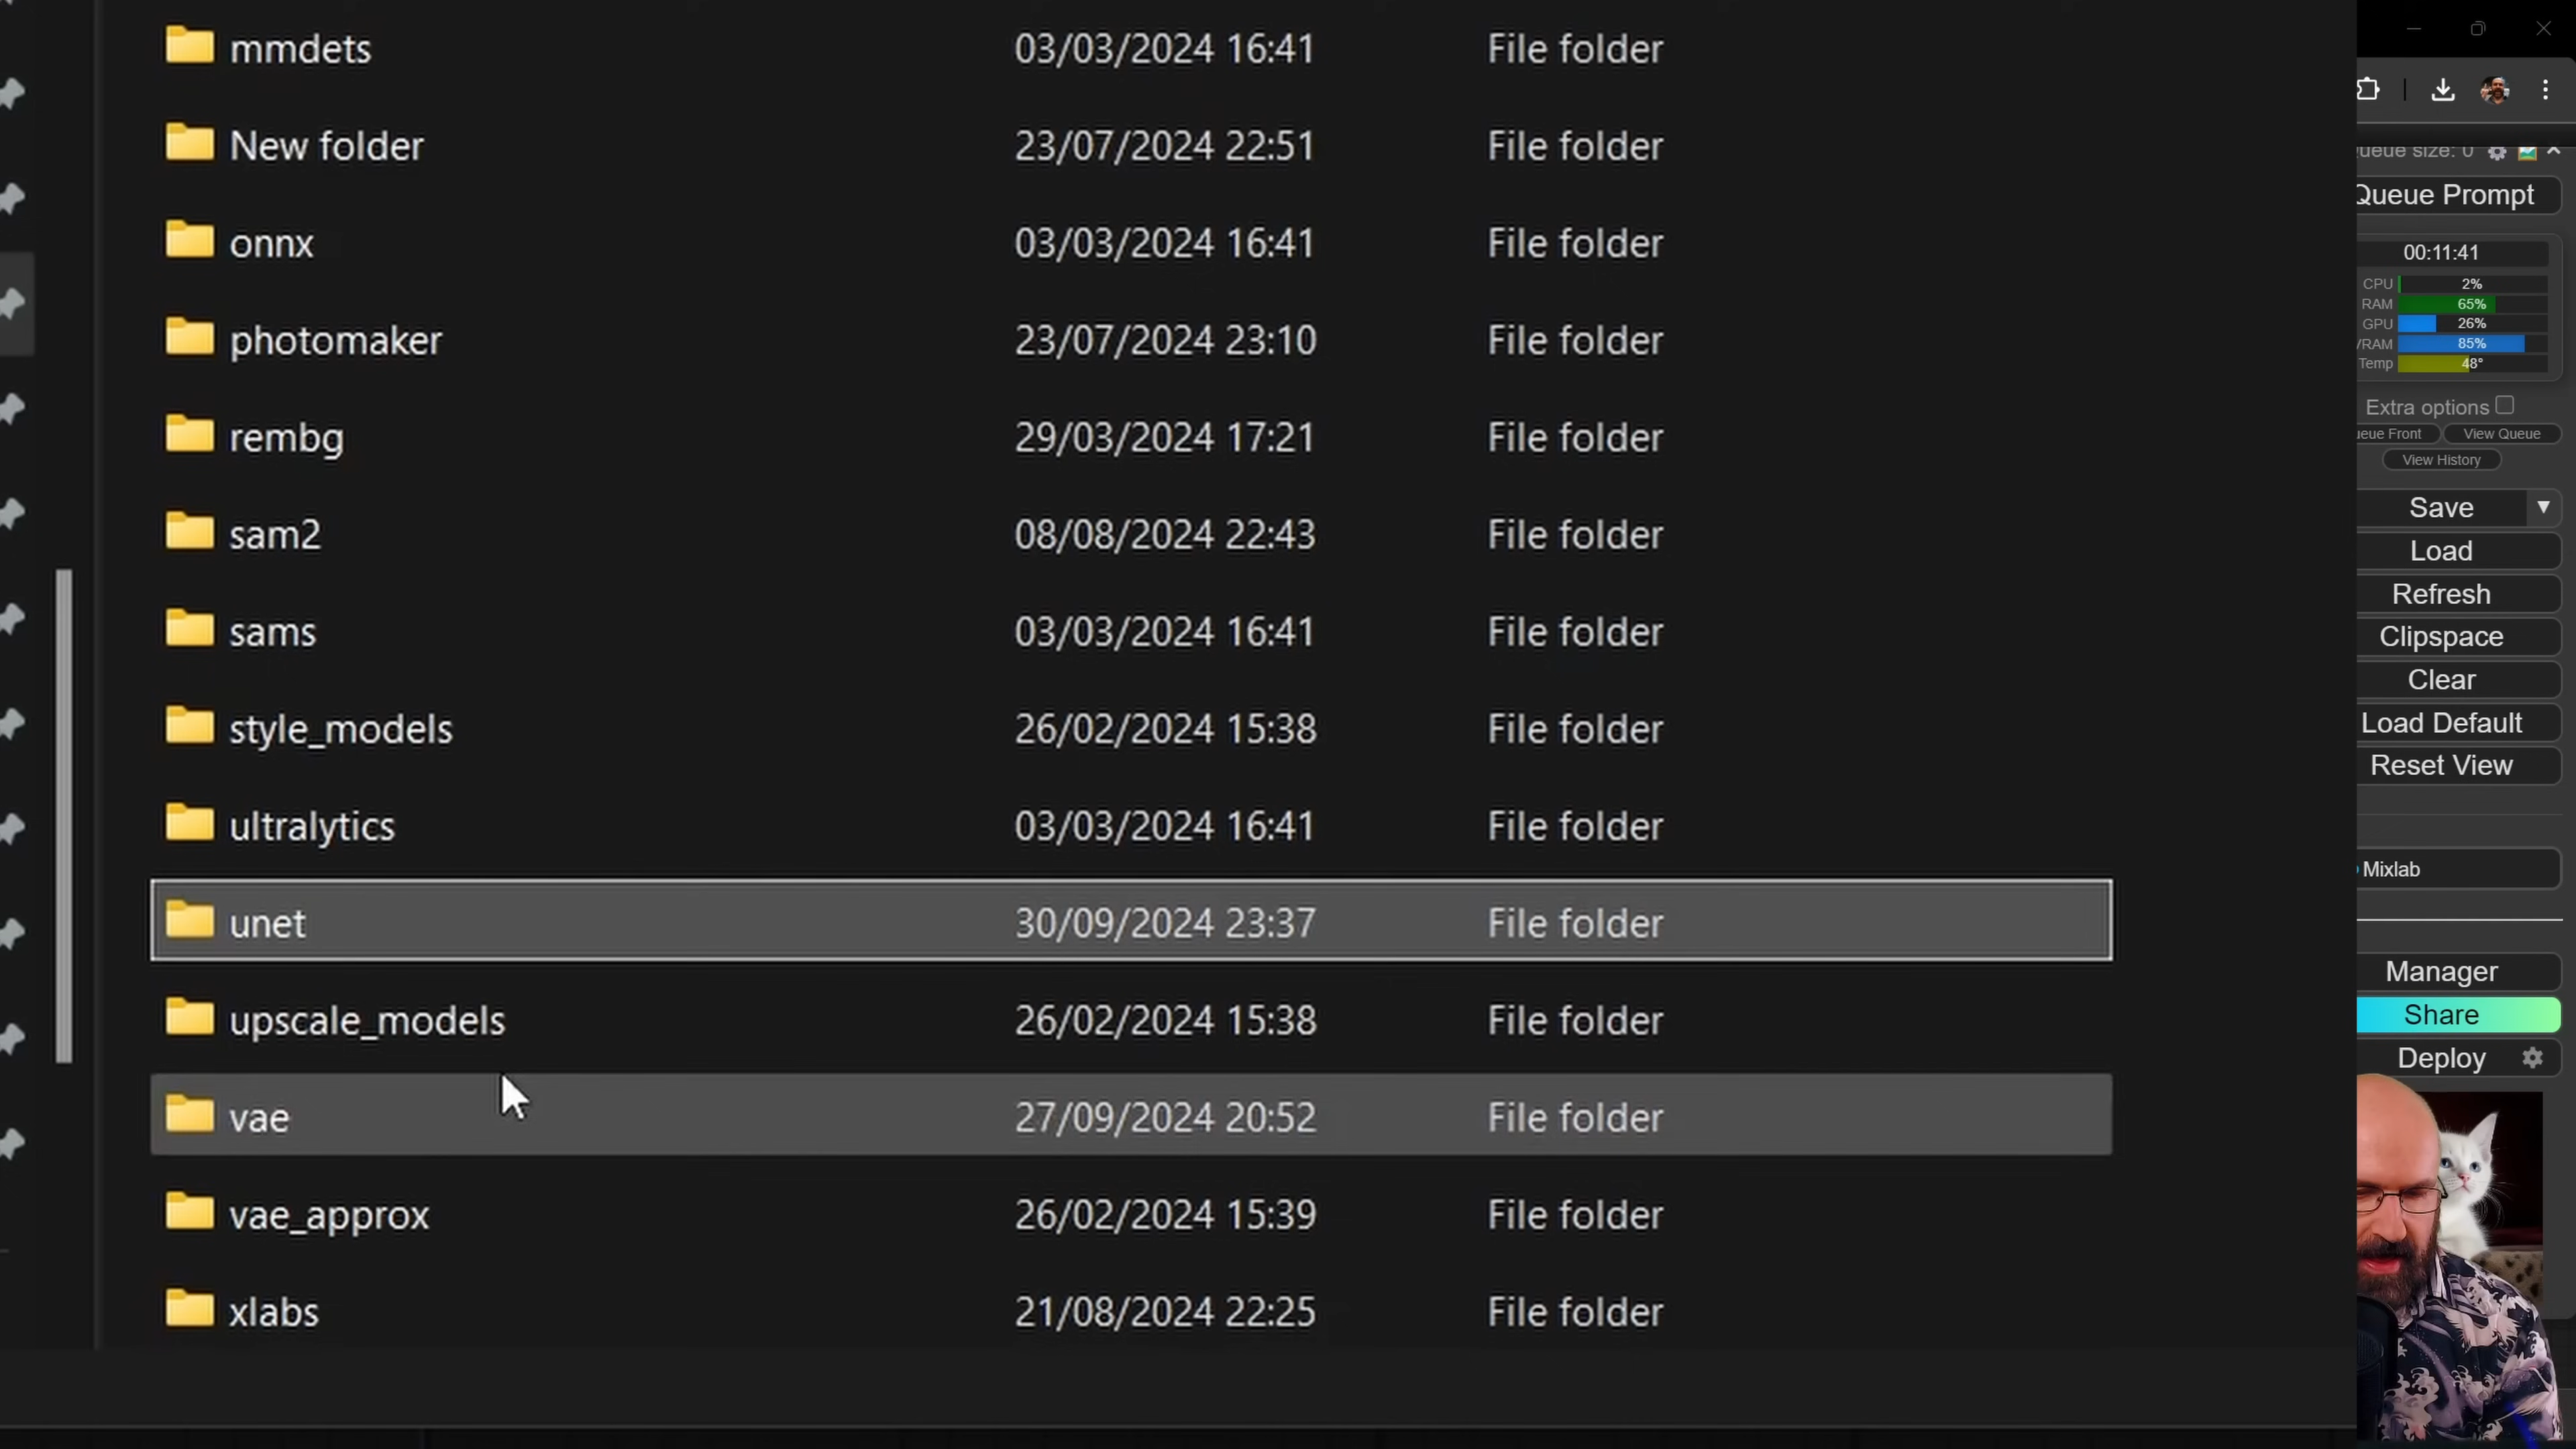 mmdets 03/03/2024 16:41 File folder
New folder 23/07/2024 22:51 File folder
onnx 03/03/2024 16:41 File folder
photomaker 23/07/2024 23:10 File folder
rembg 29/03/2024 17:21 File folder
sam2 08/08/2024 22:43 File folder
sams 03/03/2024 16:41 File folder
style_models 26/02/2024 15:38 File folder
ultralytics 03/03/2024 16:41 File folder
unet 30/09/2024 23:37 File folder
upscale_models 26/02/2024 15:38 File folder
vae 27/09/2024 20:52 File folder
vae_approx 26/02/2024 15:39 File folder
xlabs 21/08/2024 22:25 File folder
size: 0
Queue Prompt
00:11:41
CPU 2%
RAM 65%
GPU 26%
VRAM 85%
Temp 48°
Extra options
Front View Queue
View History
Save ▼
Load
Refresh
Clipspace
Clear
Load Default
Reset View
Mixlab
Manager
Share
Deploy